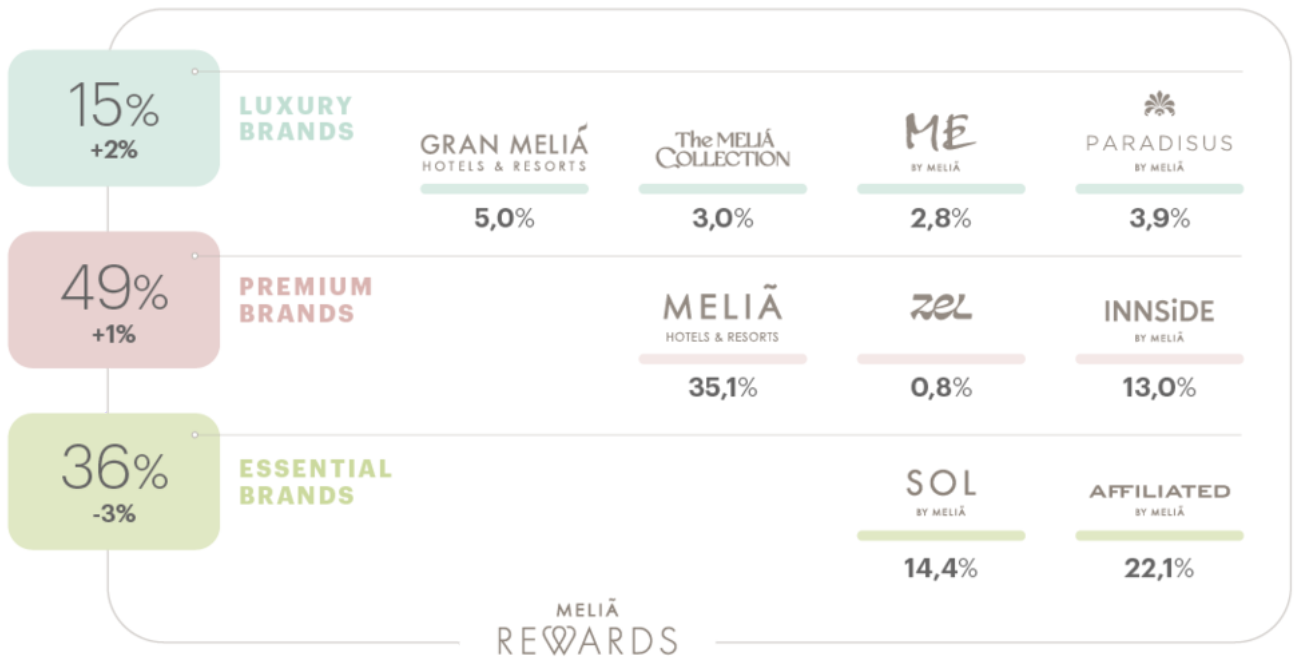 15%
+2%
LUXURY
BRANDS
GRAN MELIÁ
HOTELS & RESORTS
5,0%
The MELIÁ
COLLECTION
3,0%
ME
BY MELIÃ
2,8%
PARADISUS
BY MELIÃ
3,9%
49%
+1%
PREMIUM
BRANDS
MELIÃ
HOTELS & RESORTS
35,1%
ZEL
0,8%
INNSiDE
BY MELIÃ
13,0%
36%
-3%
ESSENTIAL
BRANDS
SOL
BY MELIÃ
14,4%
AFFILIATED
BY MELIÃ
22,1%
MELIÃ
REWARDS